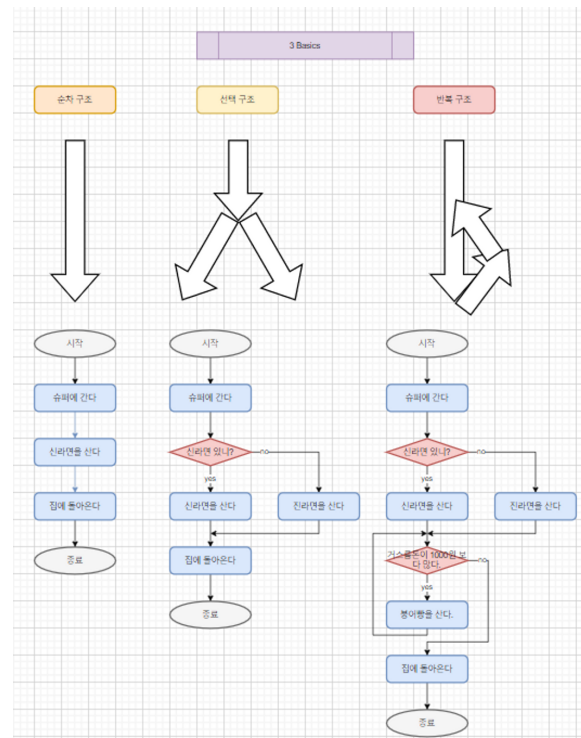 3 Basics
순차 구조
선택 구조
반복 구조
시작
슈퍼에 간다
신라면을 산다
집에 돌아온다
종료
시작
슈퍼에 간다
신라면 있니?
no
yes
신라면을 산다
진라면을 산다
집에 돌아온다
종료
시작
슈퍼에 간다
신라면 있니?
no
yes
신라면을 산다
진라면을 산다
거스름돈이 1000원 보
다 많다.
no
yes
붕어빵을 산다.
집에 돌아온다
종료